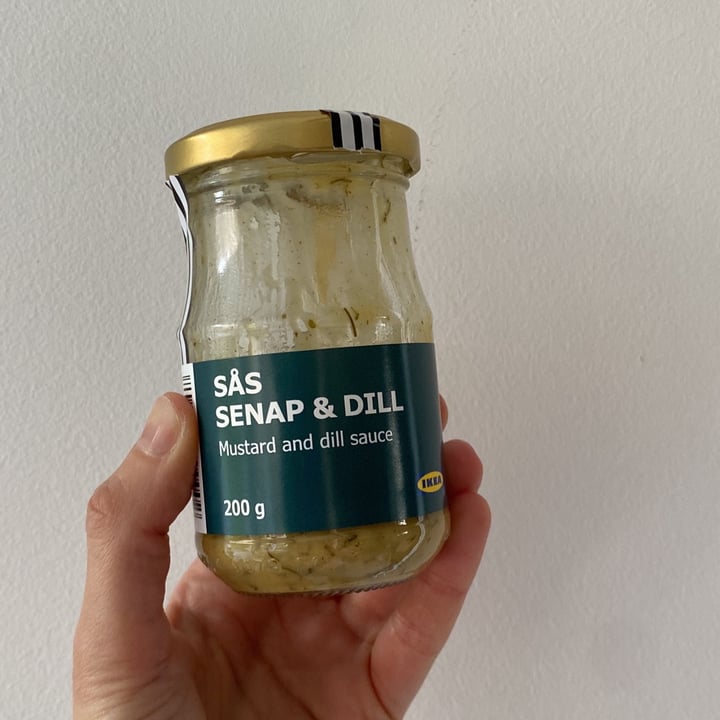 SÅS
SENAP & DILL
Mustard and dill sauce
200 g
IKEA